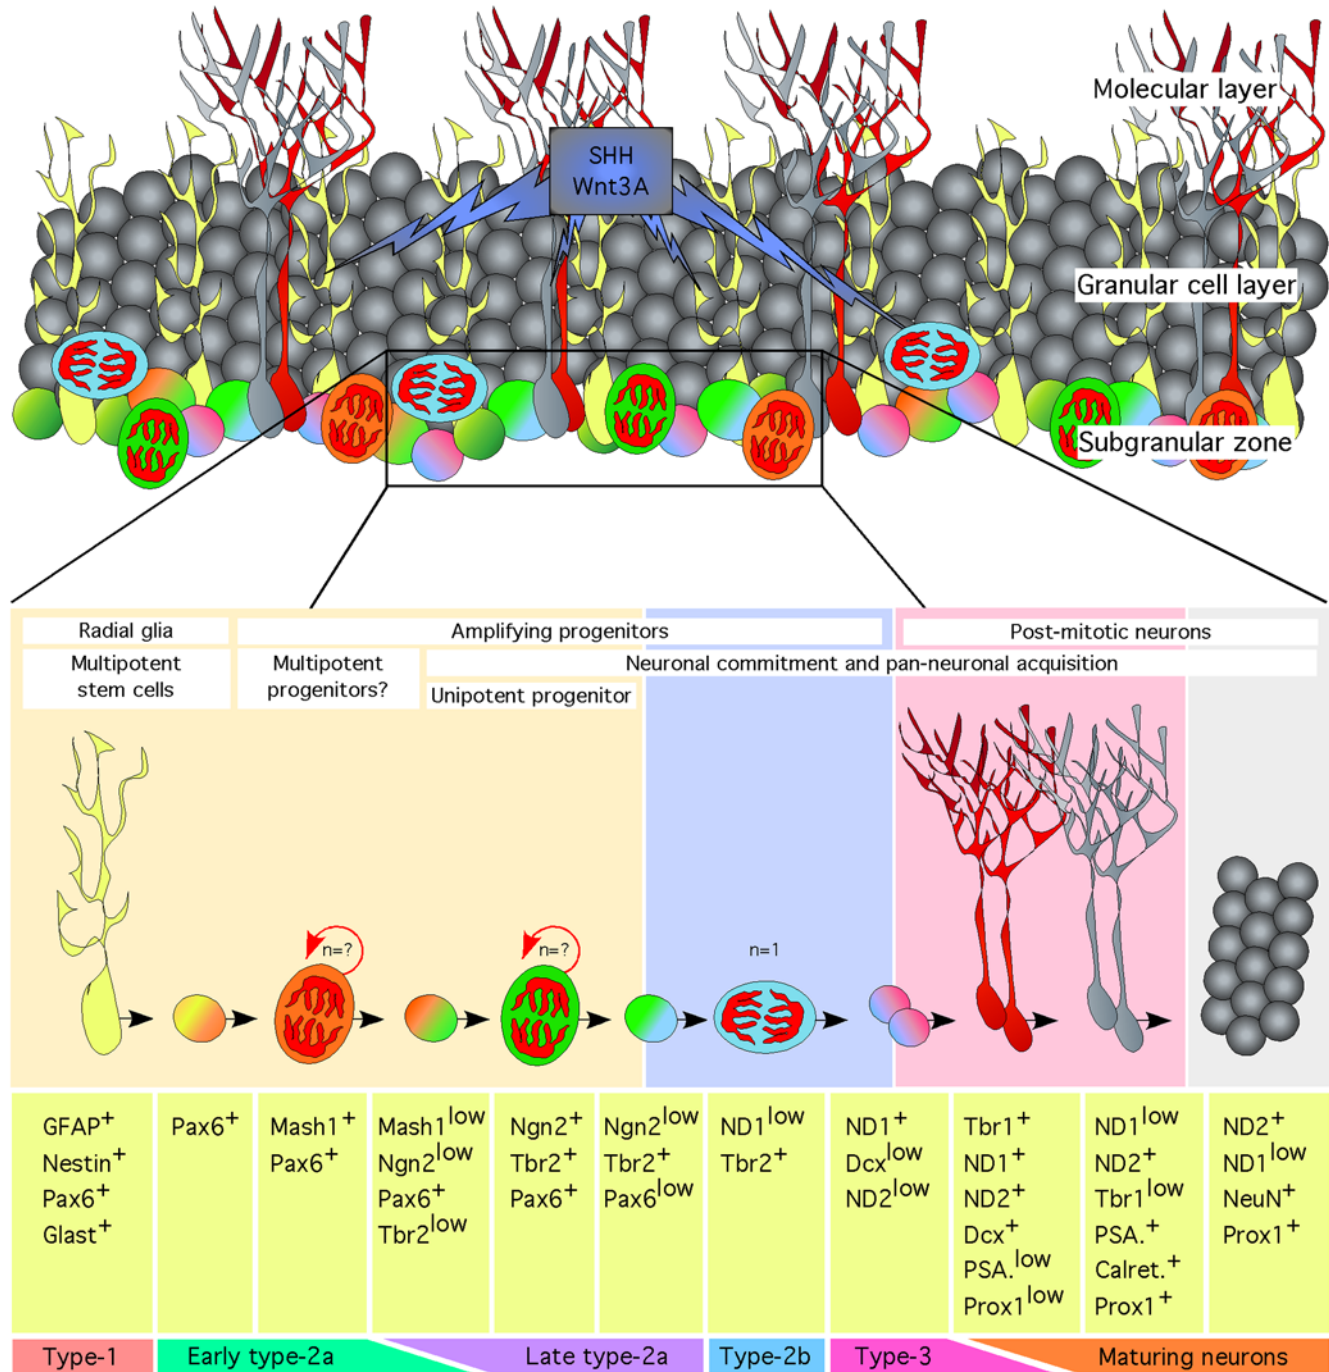 Molecular layer
SHH
Wnt3A
Granular cell layer
Subgranular zone
Radial glia
Amplifying progenitors
Post-mitotic neurons
Multipotent
stem cells
Multipotent
progenitors?
Neuronal commitment and pan-neuronal acquisition
Unipotent progenitor
n=?
n=?
n=1
GFAP+
Nestin+
Pax6+
Glast+
Pax6+
Mash1+
Pax6+
Mash1low
Ngn2low
Pax6+
Tbr2low
Ngn2+
Tbr2+
Pax6+
Ngn2low
Tbr2+
Pax6low
ND1low
Tbr2+
ND1+
Dcxlow
ND2low
Tbr1+
ND1+
ND2+
Dcx+
PSA.low
Prox1low
ND1low
ND2+
Tbr1low
PSA.+
Calret.+
Prox1+
ND2+
ND1low
NeuN+
Prox1+
Type-1
Early type-2a
Late type-2a
Type-2b
Type-3
Maturing neurons